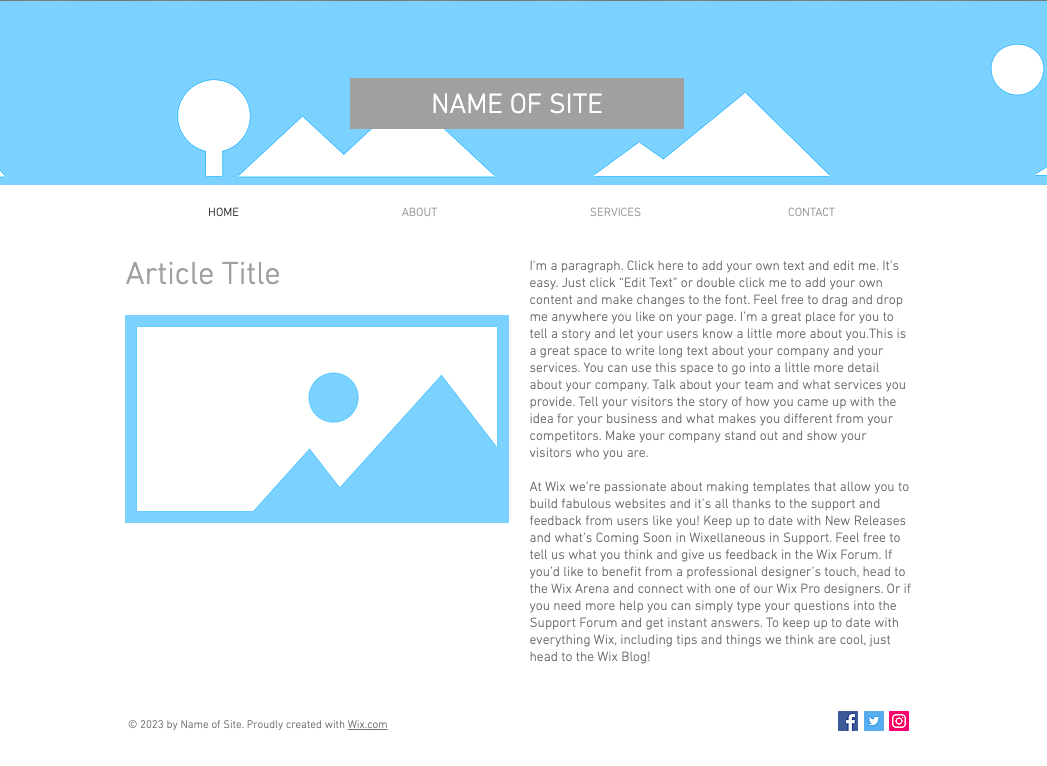 NAME OF SITE
HOME
ABOUT
SERVICES
CONTACT
Article Title
I'm a paragraph. Click here to add your own text and edit me. It's
easy. Just click “Edit Text” or double click me to add your own
content and make changes to the font. Feel free to drag and drop
me anywhere you like on your page. I'm a great place for you to
tell a story and let your users know a little more about you.This is
a great space to write long text about your company and your
services. You can use this space to go into a little more detail
about your company. Talk about your team and what services you
provide. Tell your visitors the story of how you came up with the
idea for your business and what makes you different from your
competitors. Make your company stand out and show your
visitors who you are.
At Wix we're passionate about making templates that allow you to
build fabulous websites and it's all thanks to the support and
feedback from users like you! Keep up to date with New Releases
and what's Coming Soon in Wixellaneous in Support. Feel free to
tell us what you think and give us feedback in the Wix Forum. If
you'd like to benefit from a professional designer's touch, head to
the Wix Arena and connect with one of our Wix Pro designers. Or if
you need more help you can simply type your questions into the
Support Forum and get instant answers. To keep up to date with
everything Wix, including tips and things we think are cool, just
head to the Wix Blog!
© 2023 by Name of Site. Proudly created with Wix.com